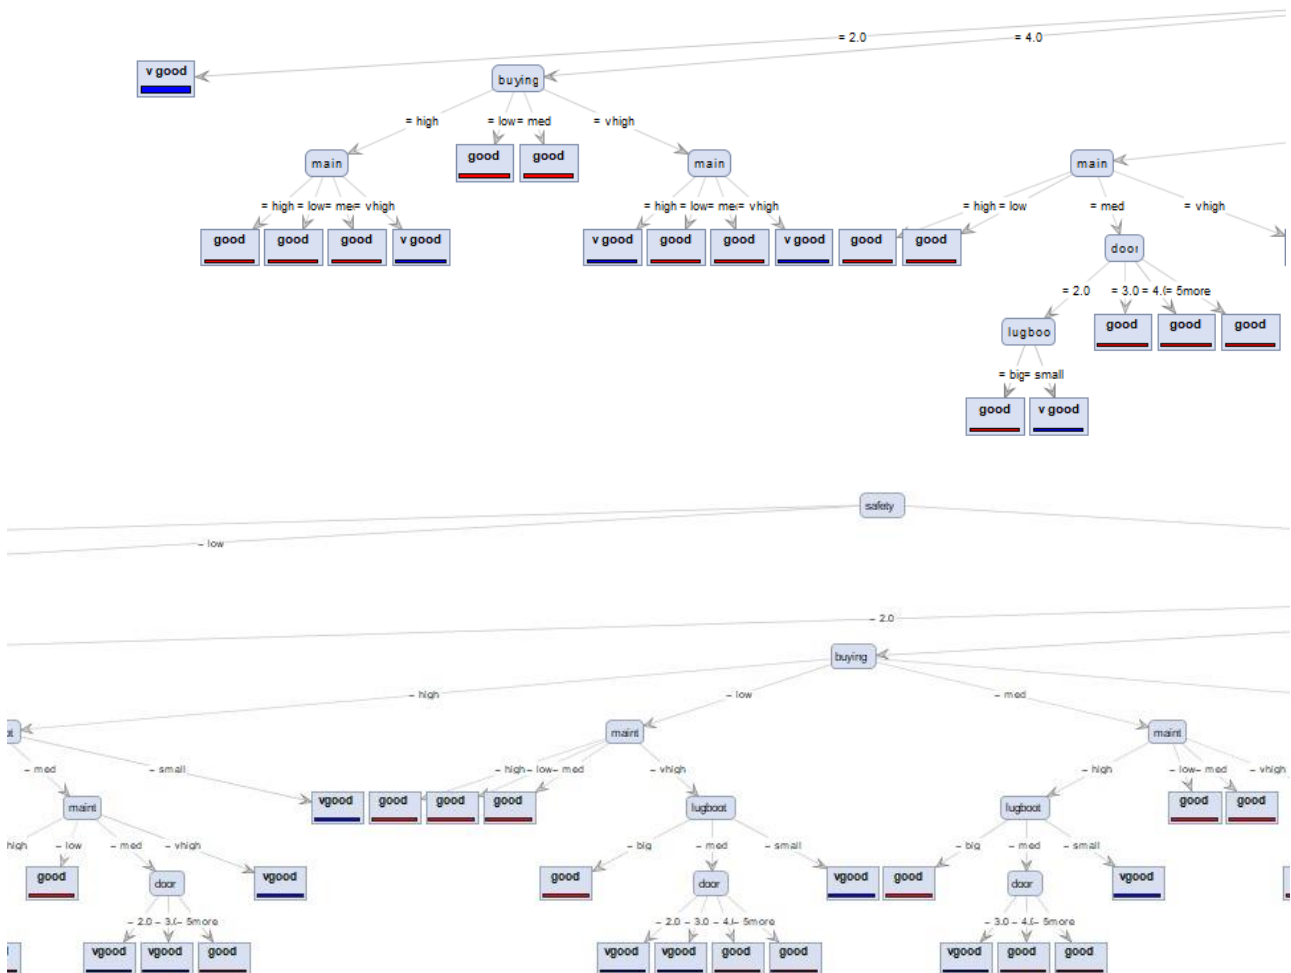 = 2.0
= 4.0
v good
buying
= high
= low
= med
= vhigh
main
good
good
main
main
= high
= low
= med
= vhigh
= high
= low
= me
= vhigh
= high
= low
= med
= vhigh
good
good
good
v good
v good
good
good
v good
good
good
door
= 2.0
= 3.0
= 4.(
= 5more
lugboo
good
good
good
= big
= small
good
v good
safety
– low
– 2.0
buying
– high
– low
– med
maint
maint
– med
– small
– high
– low
– med
– vhigh
– high
– low
– med
– vhigh
maint
vgood
good
good
good
lugboot
lugboot
good
good
high
– low
– med
– vhigh
– big
– med
– small
– big
– med
– small
good
door
vgood
good
door
vgood
good
door
vgood
– 2.0
– 3.(
– 5more
– 2.0
– 3.0
– 4.(
– 5more
– 3.0
– 4.(
– 5more
vgood
vgood
good
vgood
vgood
good
good
vgood
good
good